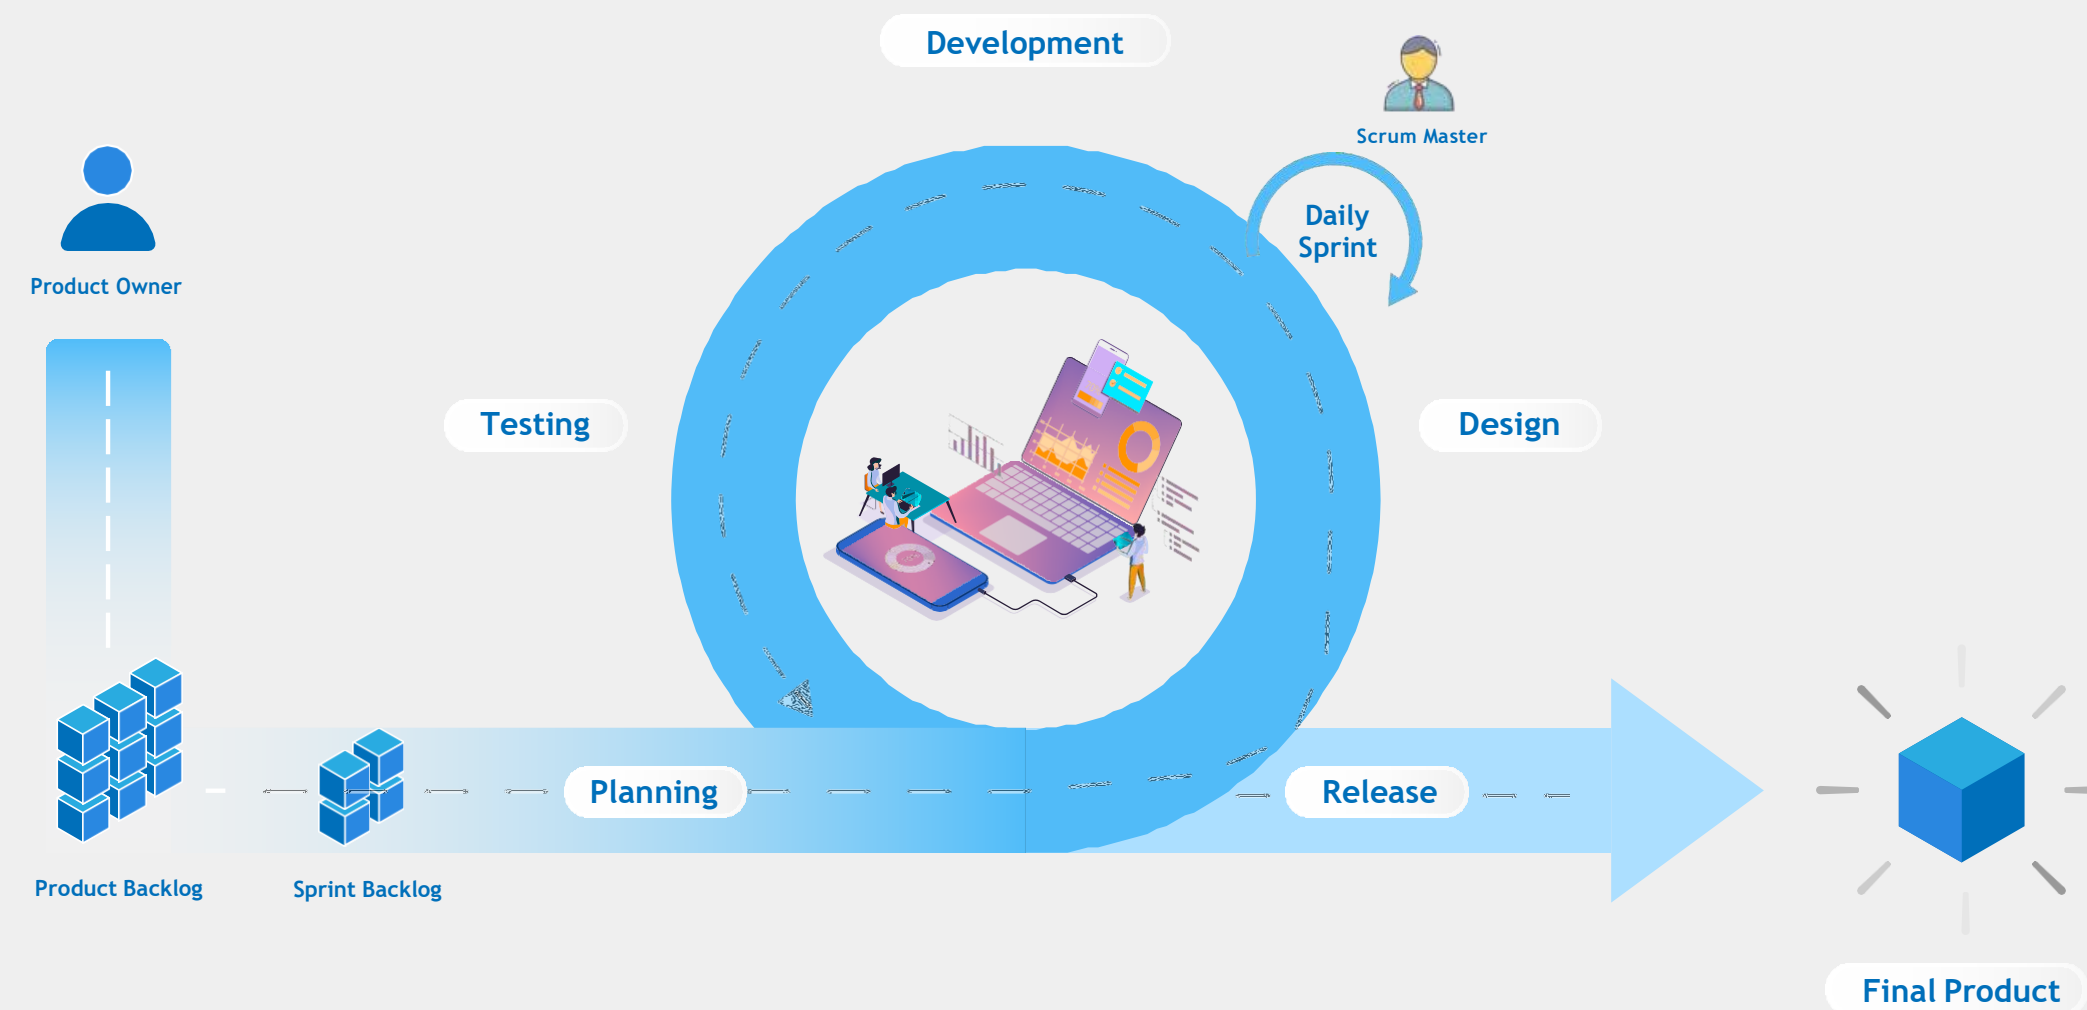 Development
Scrum Master
Daily
Sprint
Product Owner
Testing
Design
Planning
Release
Product Backlog
Sprint Backlog
Final Product